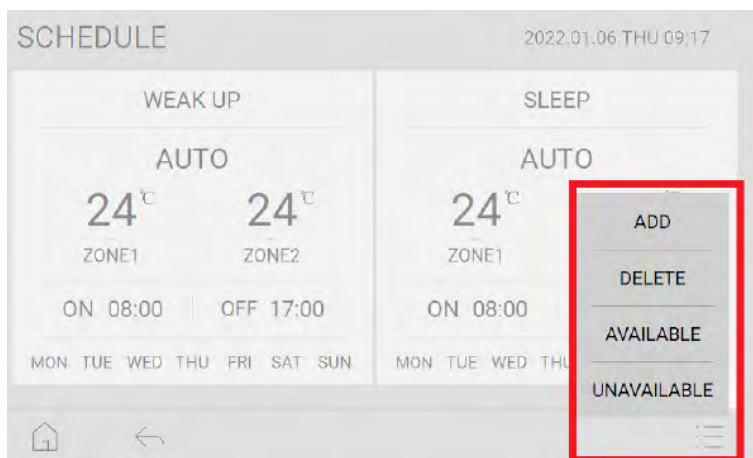 SCHEDULE
2022.01.06 THU 09:17
WEAK UP
AUTO
24℃ 24℃
ZONE1 ZONE2
ON 08:00 OFF 17:00
MON TUE WED THU FRI SAT SUN
SLEEP
AUTO
24℃
ZONE1
ON 08:00
MON TUE WED
ADD
DELETE
AVAILABLE
UNAVAILABLE